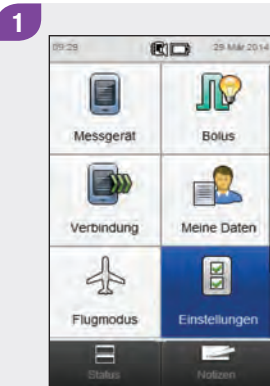 1
09:29 29 Mär 2014
Messgerät Bolus
Verbindung Meine Daten
Flugmodus Einstellungen
Status Notizen